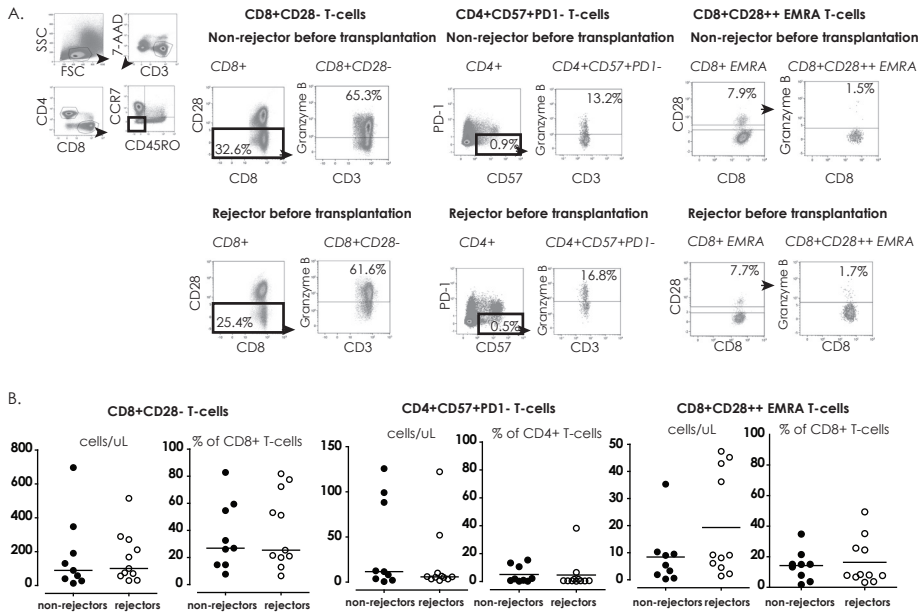 A.
CD8+CD28- T-cells
CD4+CD57+PD1- T-cells
CD8+CD28++ EMRA T-cells
Non-rejector before transplantation
Non-rejector before transplantation
Non-rejector before transplantation
SSC
FSC
7-AAD
CD3
CD4
CD8
CCR7
CD45RO
CD8+
CD8+CD28-
CD4+
CD4+CD57+PD1-
CD8+ EMRA
CD8+CD28++ EMRA
CD28
32.6%
CD8
Granzyme B
65.3%
CD3
PD-1
0.9%
CD57
Granzyme B
13.2%
CD3
CD28
7.9%
CD8
Granzyme B
1.5%
CD8
Rejector before transplantation
Rejector before transplantation
Rejector before transplantation
CD8+
CD8+CD28-
CD4+
CD4+CD57+PD1-
CD8+ EMRA
CD8+CD28++ EMRA
CD28
25.4%
CD8
Granzyme B
61.6%
CD3
PD-1
0.5%
CD57
Granzyme B
16.8%
CD3
CD28
7.7%
CD8
Granzyme B
1.7%
CD8
B.
CD8+CD28- T-cells
CD4+CD57+PD1- T-cells
CD8+CD28++ EMRA T-cells
cells/uL
800
600
400
200
0
non-rejectors rejectors
% of CD8+ T-cells
100
80
60
40
20
0
non-rejectors rejectors
cells/uL
150
100
50
0
non-rejectors rejectors
% of CD4+ T-cells
100
80
60
40
20
0
non-rejectors rejectors
cells/uL
50
40
30
20
10
0
non-rejectors rejectors
% of CD8+ T-cells
100
80
60
40
20
0
non-rejectors rejectors